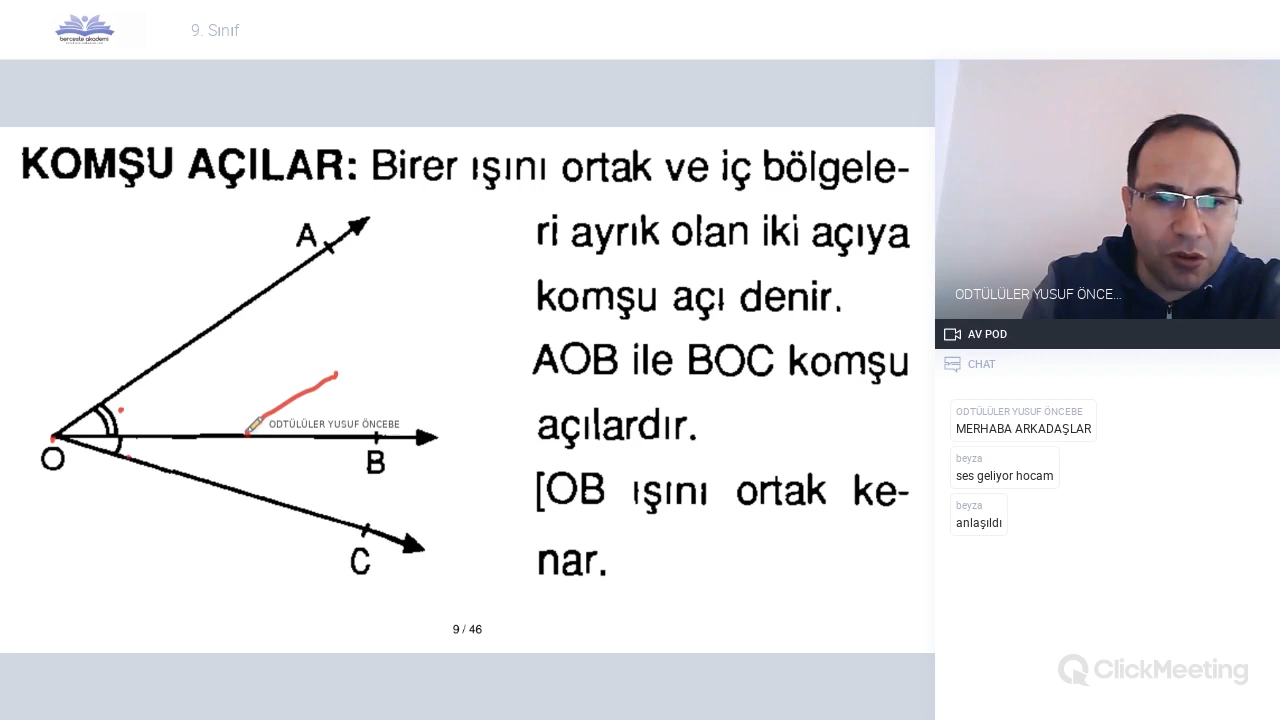 berceste akademi
9. Sınıf
KOMŞU AÇILAR: Birer ışını ortak ve iç bölgele-
ri ayrık olan iki açıya
komşu açı denir.
AOB ile BOC komşu
açılardır.
[OB ışını ortak ke-
nar.
A
O
B
C
ODTÜLÜLER YUSUF ÖNCEBE
9 / 46
ODTÜLÜLER YUSUF ÖNCE...
AV POD
CHAT
ODTÜLÜLER YUSUF ÖNCEBE
MERHABA ARKADAŞLAR
beyza
ses geliyor hocam
beyza
anlaşıldı
ClickMeeting